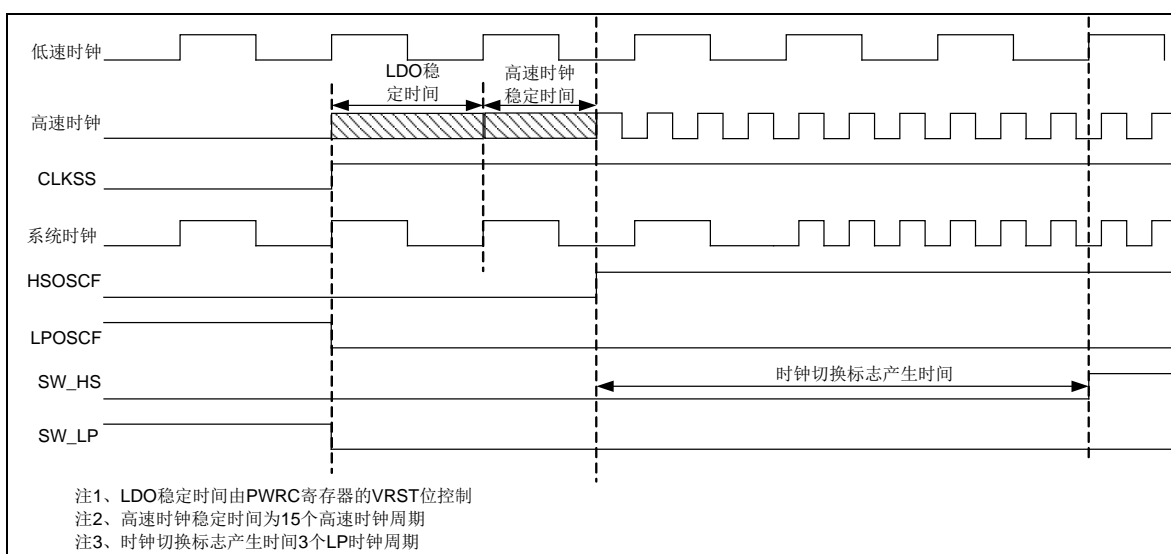 低速时钟
LDO稳
定时间
高速时钟
稳定时间
高速时钟
CLKSS
系统时钟
HSOSCF
LPOSCF
时钟切换标志产生时间
SW_HS
SW_LP
注1、LDO稳定时间由PWRC寄存器的VRST位控制
注2、高速时钟稳定时间为15个高速时钟周期
注3、时钟切换标志产生时间3个LP时钟周期